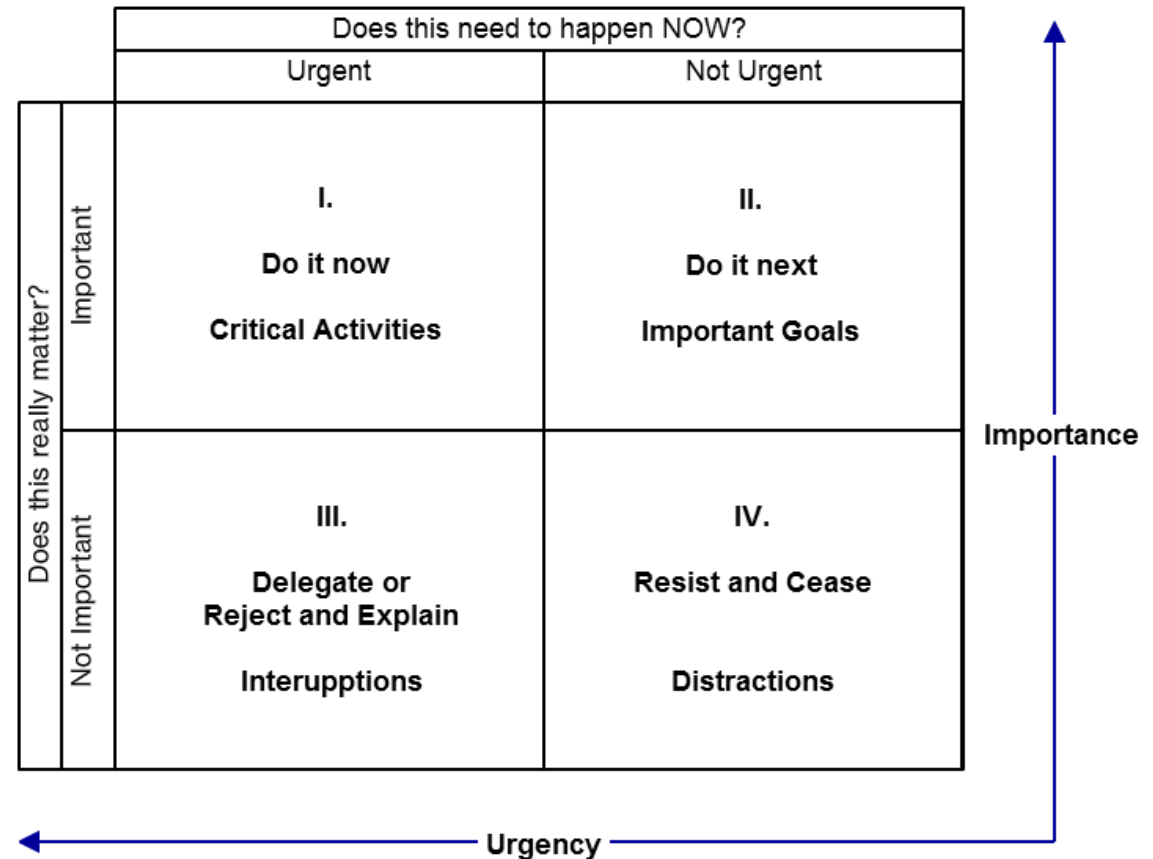 Does this need to happen NOW?
Urgent
Not Urgent
Does this really matter?
Important
I.
Do it now
Critical Activities
II.
Do it next
Important Goals
Not Important
III.
Delegate or
Reject and Explain
Interupptions
IV.
Resist and Cease
Distractions
Importance
Urgency